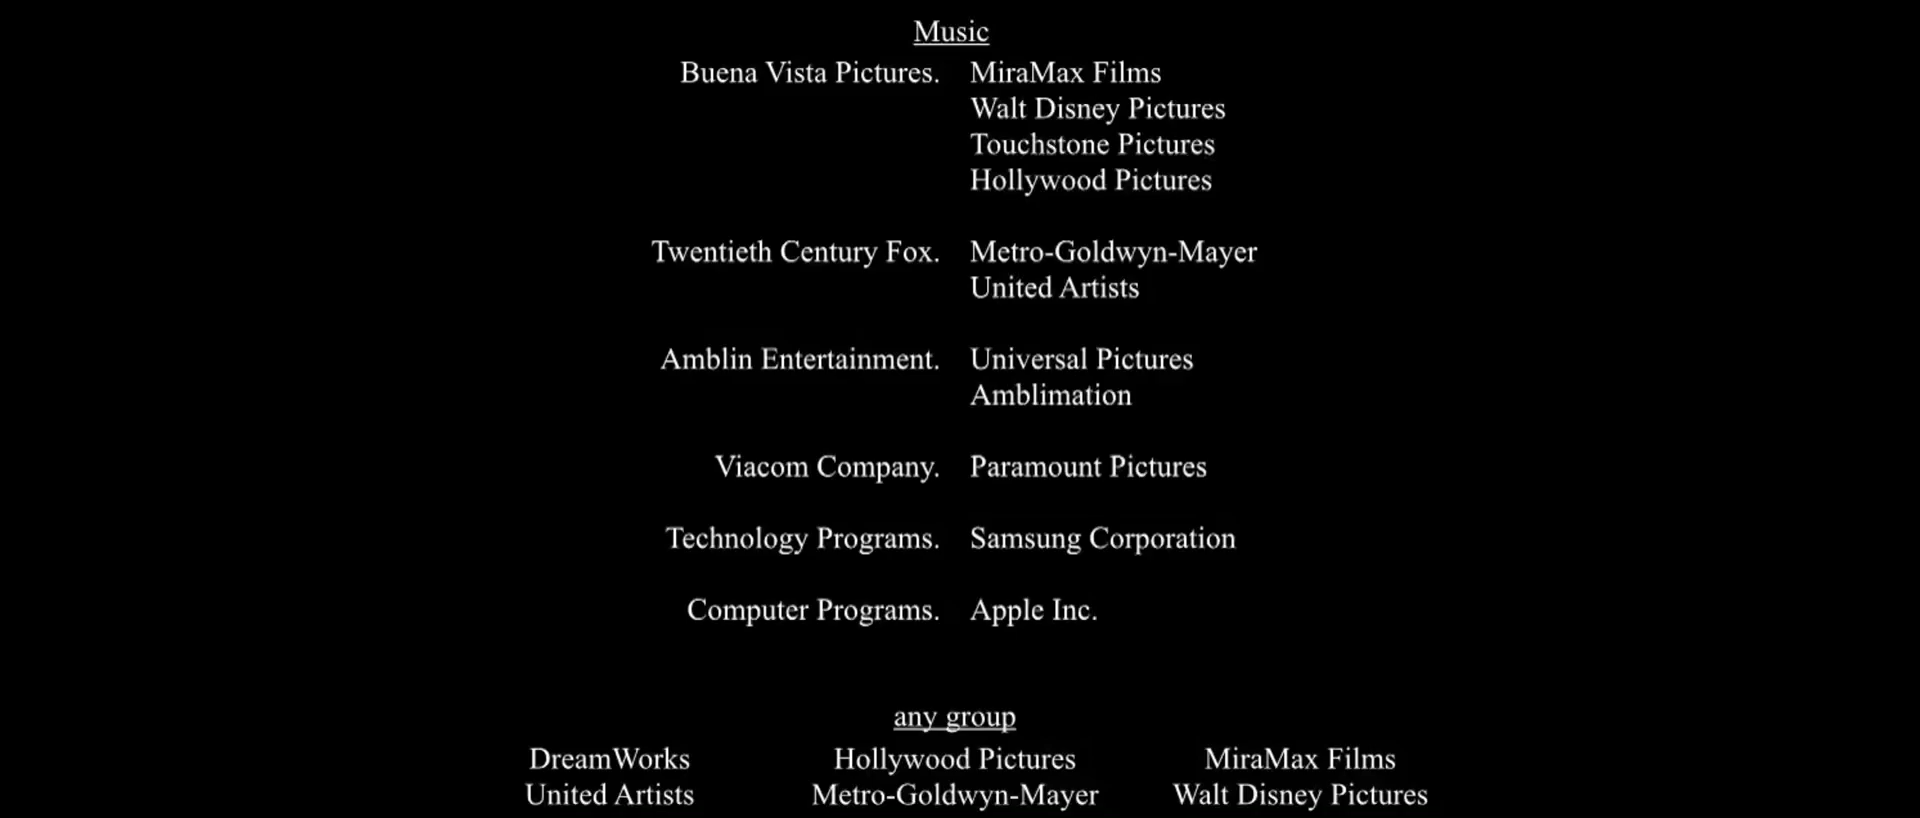 Music
Buena Vista Pictures. MiraMax Films
Walt Disney Pictures
Touchstone Pictures
Hollywood Pictures
Twentieth Century Fox. Metro-Goldwyn-Mayer
United Artists
Amblin Entertainment. Universal Pictures
Amblimation
Viacom Company. Paramount Pictures
Technology Programs. Samsung Corporation
Computer Programs. Apple Inc.
any group
DreamWorks Hollywood Pictures MiraMax Films
United Artists Metro-Goldwyn-Mayer Walt Disney Pictures